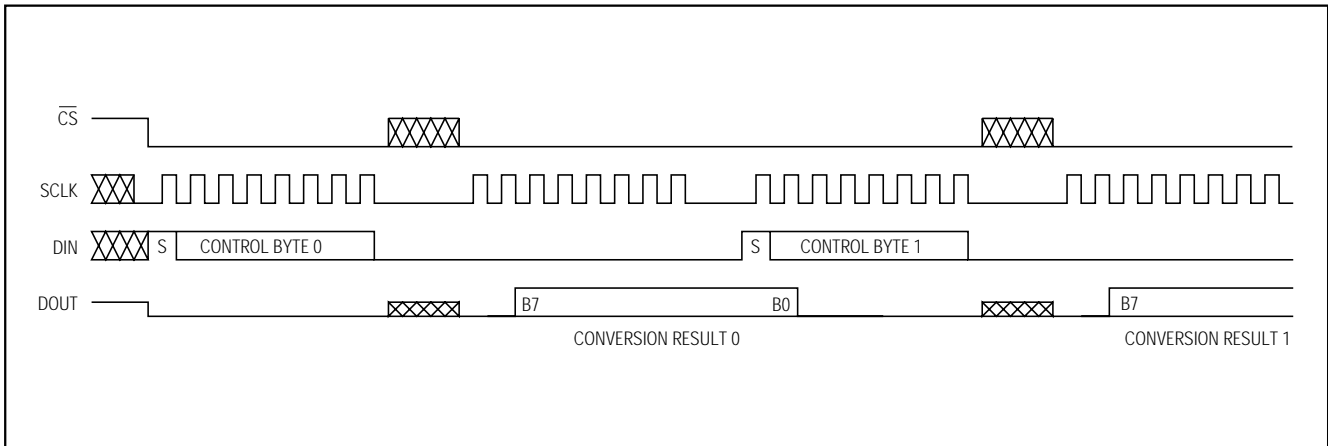 CS
SCLK
DIN S CONTROL BYTE 0 S CONTROL BYTE 1
DOUT B7 B0 B7
CONVERSION RESULT 0 CONVERSION RESULT 1